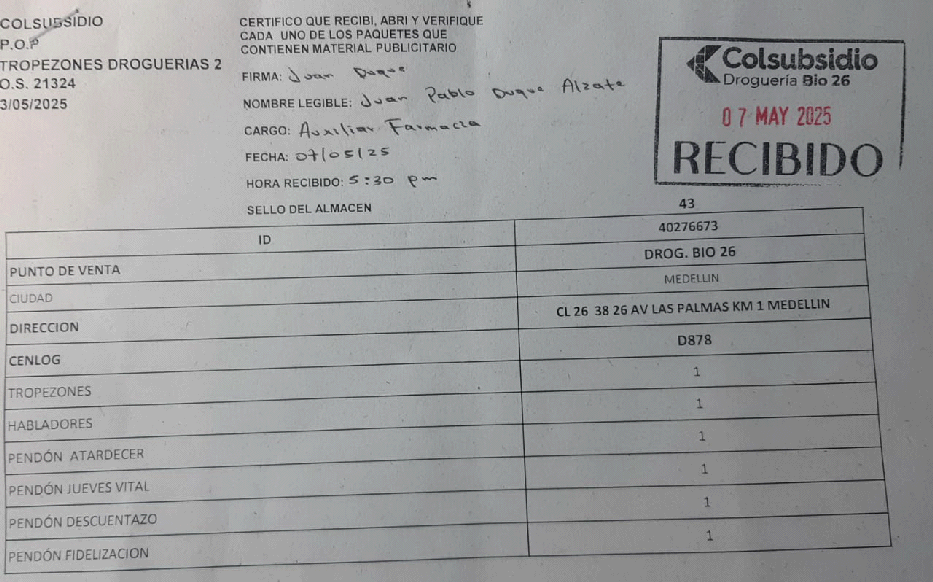 COLSUBSIDIO
P.O.P
TROPEZONES DROGUERIAS 2
O.S. 21324
3/05/2025
CERTIFICO QUE RECIBI, ABRI Y VERIFIQUE
CADA UNO DE LOS PAQUETES QUE
CONTIENEN MATERIAL PUBLICITARIO
FIRMA: Juan Duque
NOMBRE LEGIBLE: Juan Pablo Duque Alzate
CARGO: Auxiliar Farmacia
FECHA: 07/05/25
HORA RECIBIDO: 5:30 pm
SELLO DEL ALMACEN
Colsubsidio
Droguería Bio 26
07 MAY 2025
RECIBIDO
43
ID 40276673
PUNTO DE VENTA DROG. BIO 26
CIUDAD MEDELLIN
DIRECCION CL 26 38 26 AV LAS PALMAS KM 1 MEDELLIN
CENLOG D878
TROPEZONES 1
HABLADORES 1
PENDÓN ATARDECER 1
PENDÓN JUEVES VITAL 1
PENDÓN DESCUENTAZO 1
PENDÓN FIDELIZACION 1